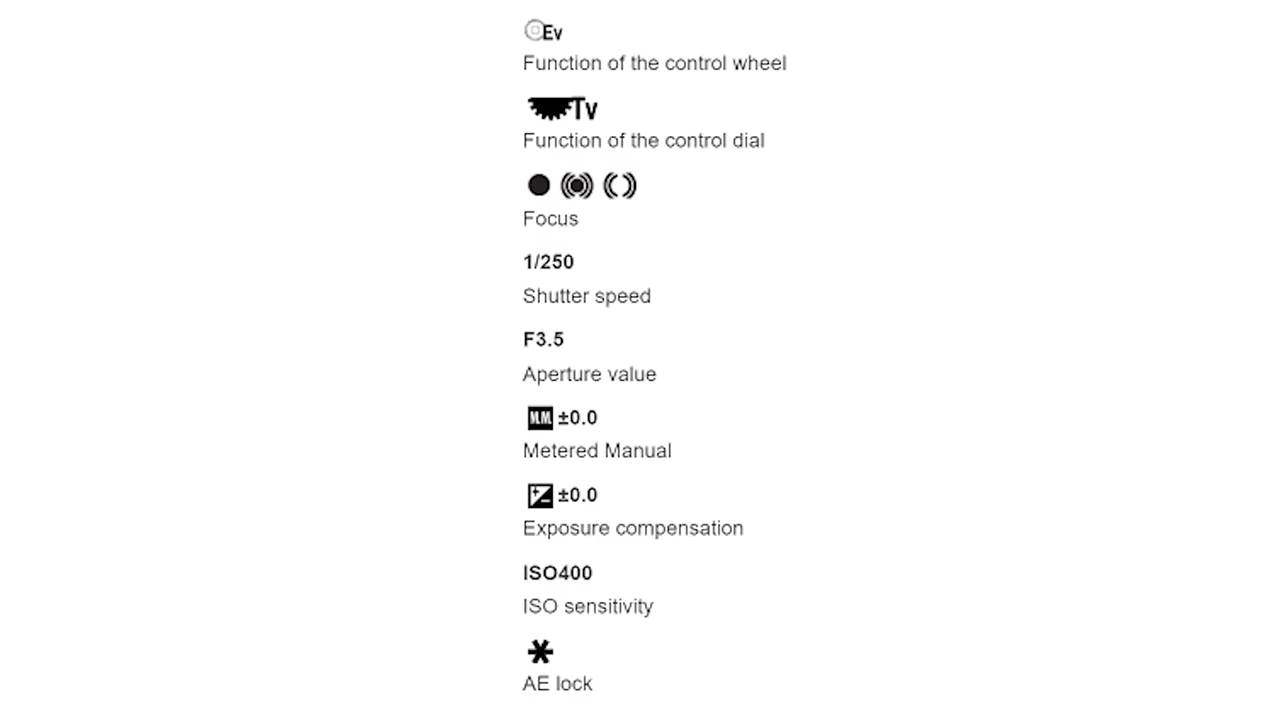 Ev
Function of the control wheel
Tv
Function of the control dial
Focus
1/250
Shutter speed
F3.5
Aperture value
M.M. ±0.0
Metered Manual
±0.0
Exposure compensation
ISO400
ISO sensitivity
AE lock